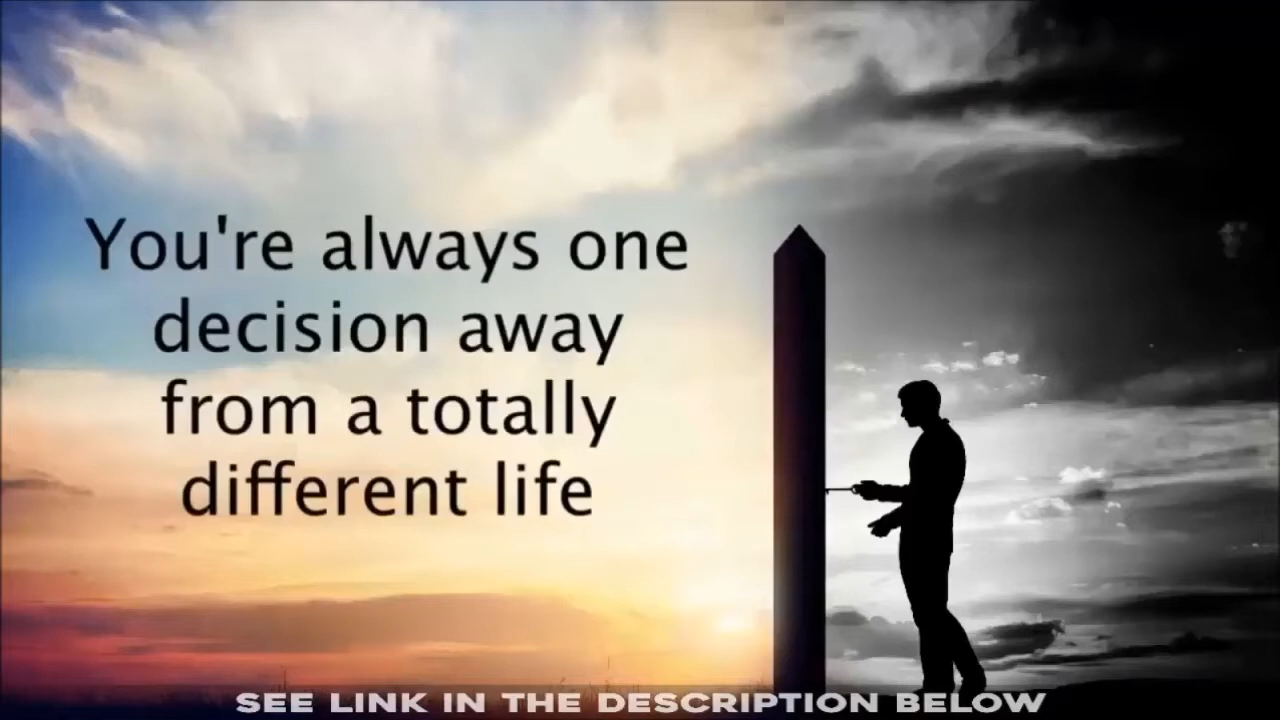 You're always one
decision away
from a totally
different life
SEE LINK IN THE DESCRIPTION BELOW